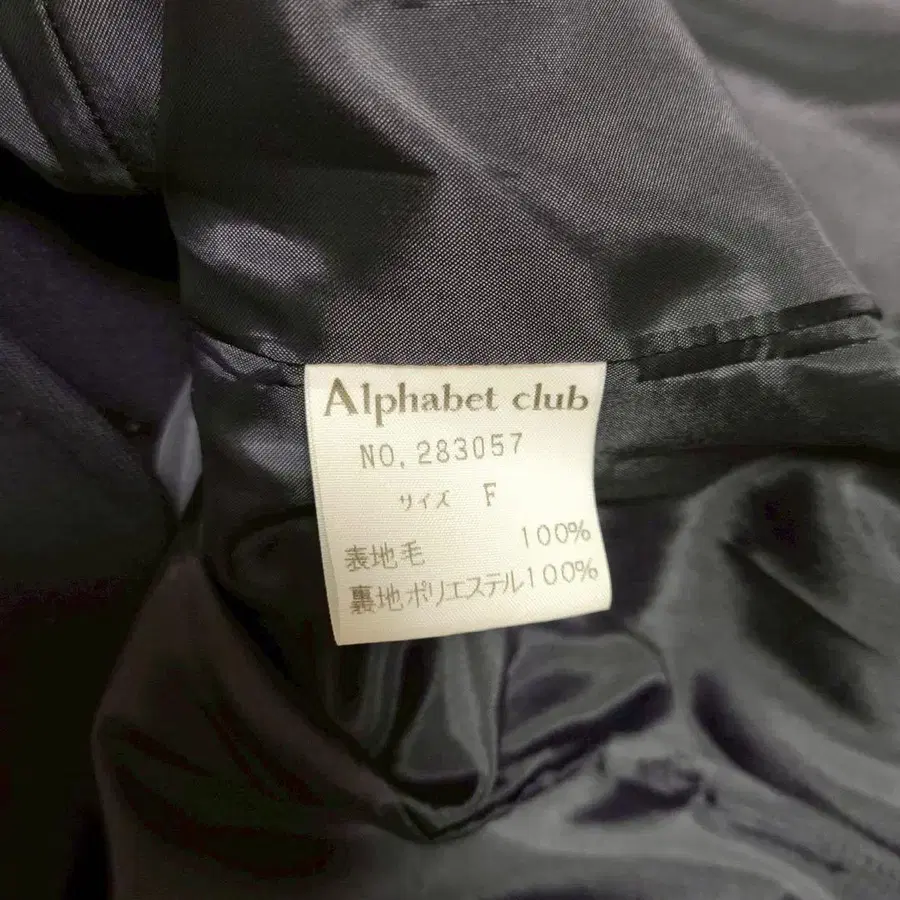 Alphabet club
NO. 283057
サイズ F
表地毛 100%
裏地ポリエステル100%